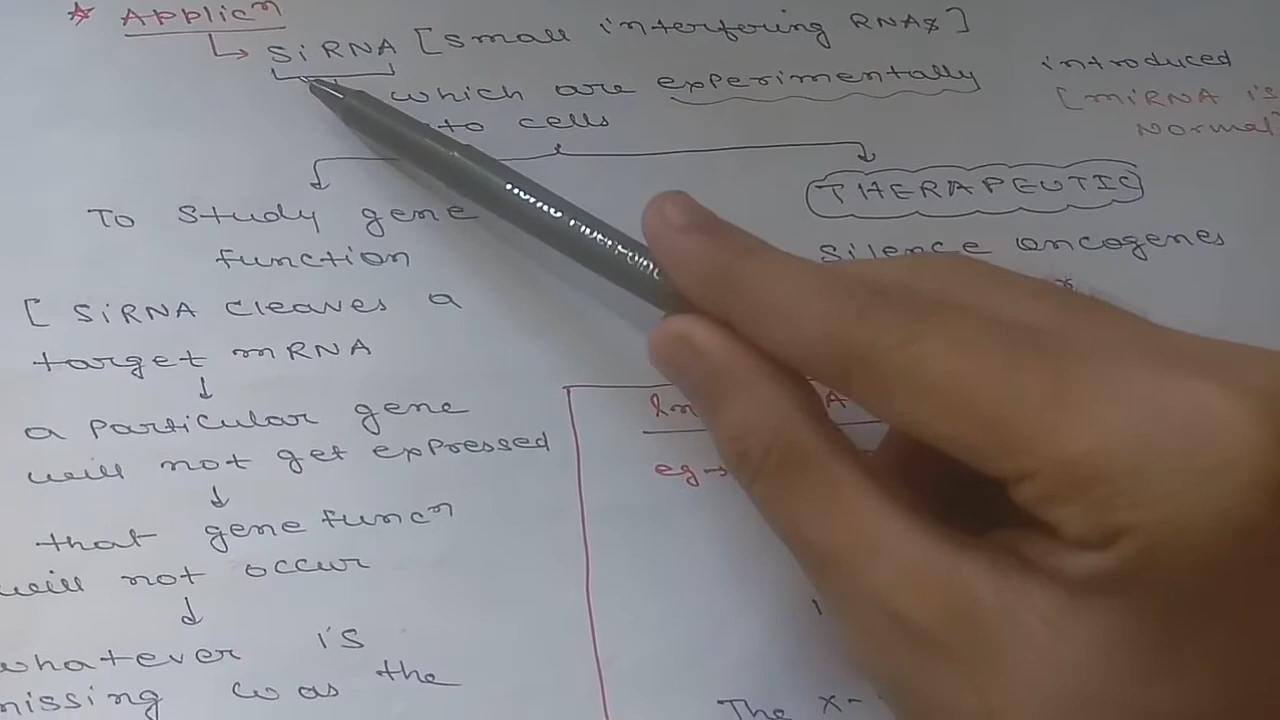 * Applicⁿ
↳ SiRNA [small interfering RNAs]
which are experimentally introduced
to cells [miRNA is
Normal
To study gene
function
[SiRNA cleaves a
target mRNA
↓
a particular gene
will not get expressed
↓
that gene funcⁿ
will not occur
↓
whatever is
missing was the
THERAPEUTIC
Silence oncogenes
eg→
The x-